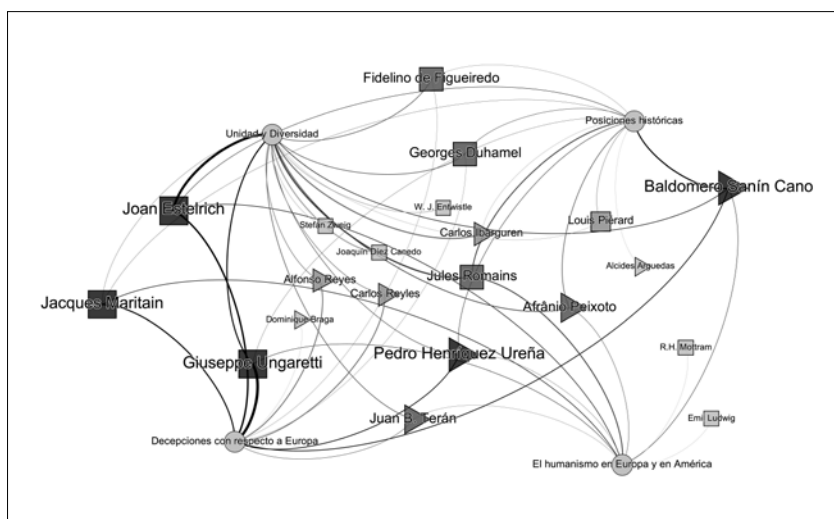 Fidelino de Figueiredo
Posiciones históricas
Unidad y Diversidad
Georges Duhamel
Baldomero Sanín Cano
Joan Estelrich
W. J. Entwistle
Louis Piérard
Stefan Zweig
Carlos Ibarguren
Joaquín Díez Canedo
Alcides Arguedas
Jules Romains
Alfonso Reyes
Carlos Reyles
Jacques Maritain
Afrânio Peixoto
Dominique Braga
R.H. Mottram
Pedro Henríquez Ureña
Giuseppe Ungaretti
Juan B. Terán
Emil Ludwig
Decepciones con respecto a Europa
El humanismo en Europa y en América